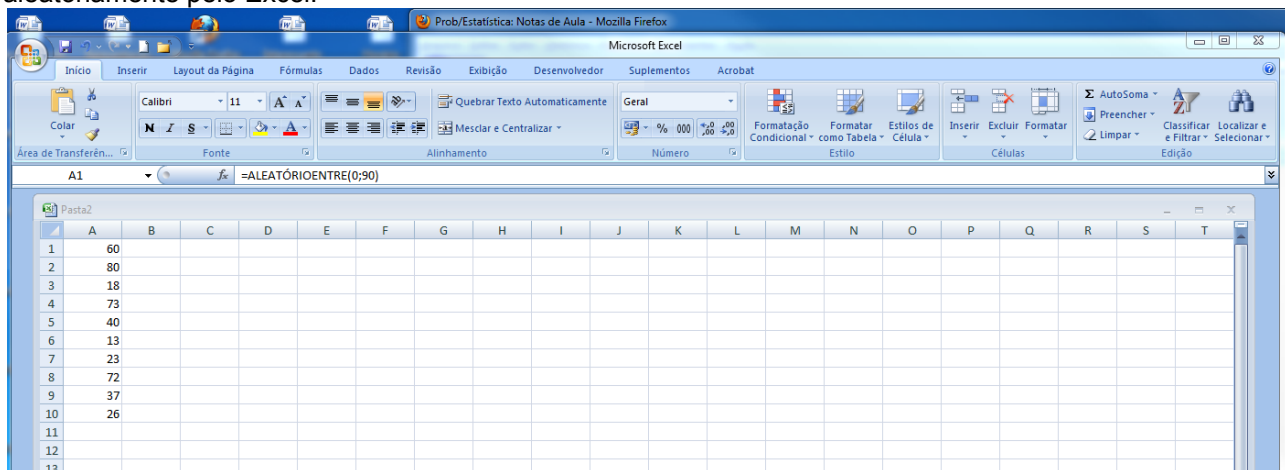 aleatoriamente pelo Excel.
Prob/Estatística: Notas de Aula - Mozilla Firefox
Microsoft Excel
Início Inserir Layout da Página Fórmulas Dados Revisão Exibição Desenvolvedor Suplementos Acrobat
Colar
Calibri 11
N I S
Quebrar Texto Automaticamente
Mesclar e Centralizar
Geral
% 000
Formatação Condicional
Formatar como Tabela
Estilos de Célula
Inserir Excluir Formatar
Σ AutoSoma
Preencher
Limpar
Classificar e Filtrar
Localizar e Selecionar
Área de Transferên... Fonte Alinhamento Número Estilo Células Edição
A1 fx =ALEATÓRIOENTRE(0;90)
Pasta2
A B C D E F G H I J K L M N O P Q R S T
1 60
2 80
3 18
4 73
5 40
6 13
7 23
8 72
9 37
10 26
11
12
13